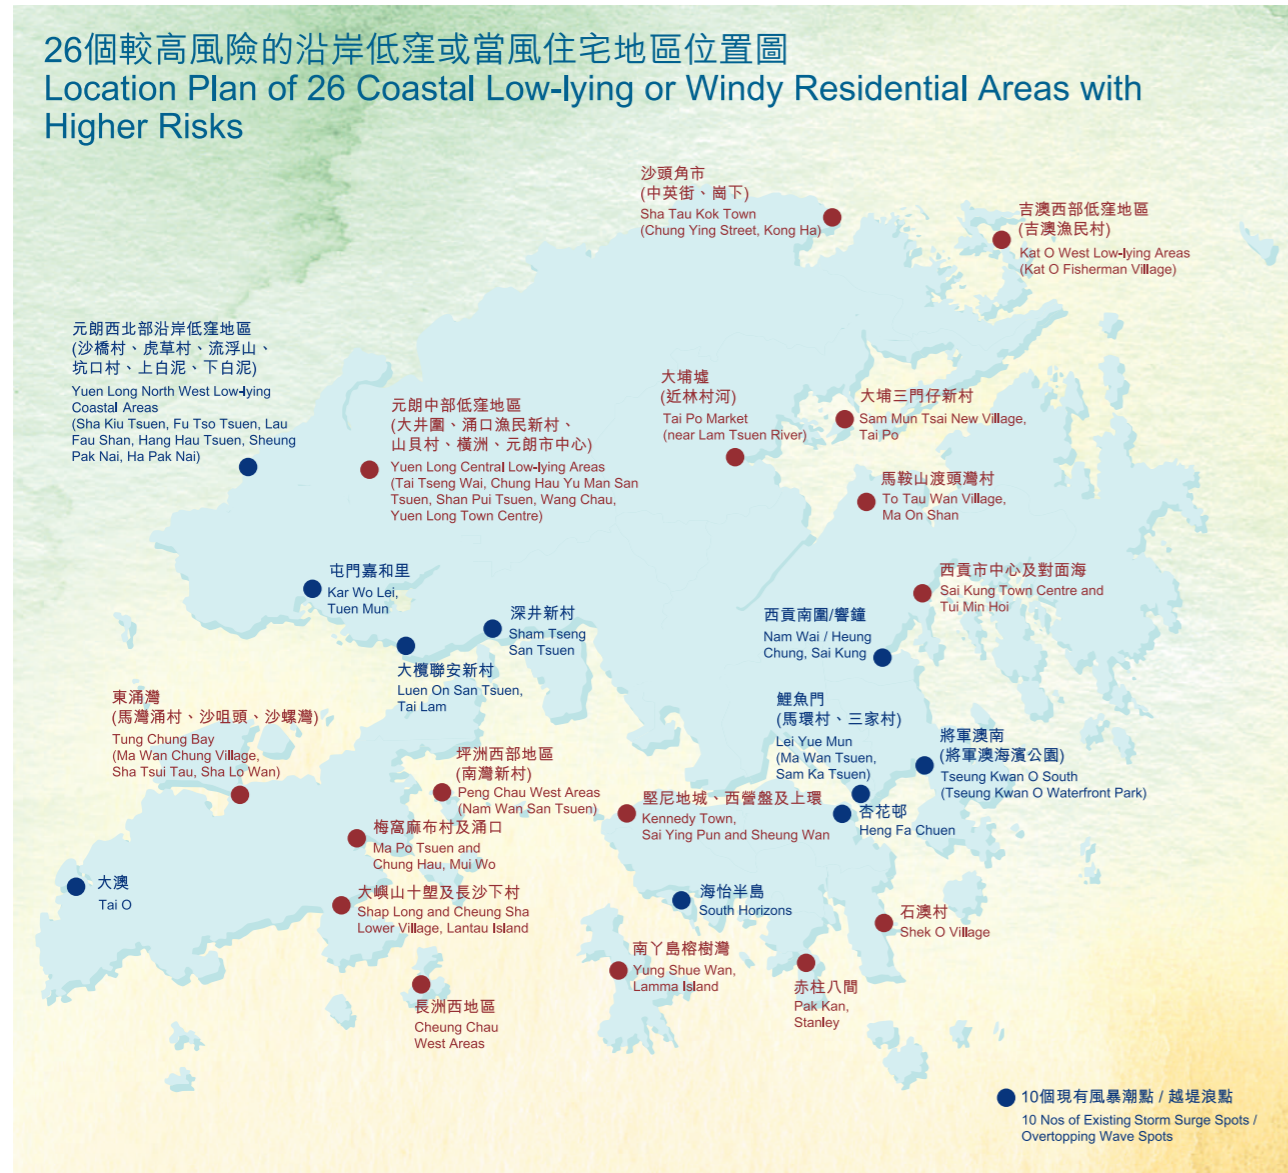 26個較高風險的沿岸低窪或當風住宅地區位置圖
Location Plan of 26 Coastal Low-lying or Windy Residential Areas with
Higher Risks
沙頭角市
(中英街、崗下)
Sha Tau Kok Town
(Chung Ying Street, Kong Ha)
吉澳西部低窪地區
(吉澳漁民村)
Kat O West Low-lying Areas
(Kat O Fisherman Village)
元朗西北部沿岸低窪地區
(沙橋村、虎草村、流浮山、
坑口村、上白泥、下白泥)
Yuen Long North West Low-lying
Coastal Areas
(Sha Kiu Tsuen, Fu Tso Tsuen, Lau
Fau Shan, Hang Hau Tsuen, Sheung
Pak Nai, Ha Pak Nai)
元朗中部低窪地區
(大井圍、涌口漁民新村、
山貝村、橫洲、元朗市中心)
Yuen Long Central Low-lying Areas
(Tai Tseng Wai, Chung Hau Yu Man San
Tsuen, Shan Pui Tsuen, Wang Chau,
Yuen Long Town Centre)
大埔墟
(近林村河)
Tai Po Market
(near Lam Tsuen River)
大埔三門仔新村
Sam Mun Tsai New Village,
Tai Po
馬鞍山渡頭灣村
To Tau Wan Village,
Ma On Shan
屯門嘉和里
Kar Wo Lei,
Tuen Mun
深井新村
Sham Tseng
San Tsuen
西貢市中心及對面海
Sai Kung Town Centre and
Tui Min Hoi
西貢南圍/響鐘
Nam Wai / Heung
Chung, Sai Kung
大欖聯安新村
Luen On San Tsuen,
Tai Lam
東涌灣
(馬灣涌村、沙咀頭、沙螺灣)
Tung Chung Bay
(Ma Wan Chung Village,
Sha Tsui Tau, Sha Lo Wan)
鯉魚門
(馬環村、三家村)
Lei Yue Mun
(Ma Wan Tsuen,
Sam Ka Tsuen)
將軍澳南
(將軍澳海濱公園)
Tseung Kwan O South
(Tseung Kwan O Waterfront Park)
坪洲西部地區
(南灣新村)
Peng Chau West Areas
(Nam Wan San Tsuen)
堅尼地城、西營盤及上環
Kennedy Town,
Sai Ying Pun and Sheung Wan
杏花邨
Heng Fa Chuen
梅窩麻布村及涌口
Ma Po Tsuen and
Chung Hau, Mui Wo
大澳
Tai O
大嶼山十塱及長沙下村
Shap Long and Cheung Sha
Lower Village, Lantau Island
海怡半島
South Horizons
石澳村
Shek O Village
南丫島榕樹灣
Yung Shue Wan,
Lamma Island
赤柱八間
Pak Kan,
Stanley
長洲西地區
Cheung Chau
West Areas
10個現有風暴潮點 / 越堤浪點
10 Nos of Existing Storm Surge Spots /
Overtopping Wave Spots